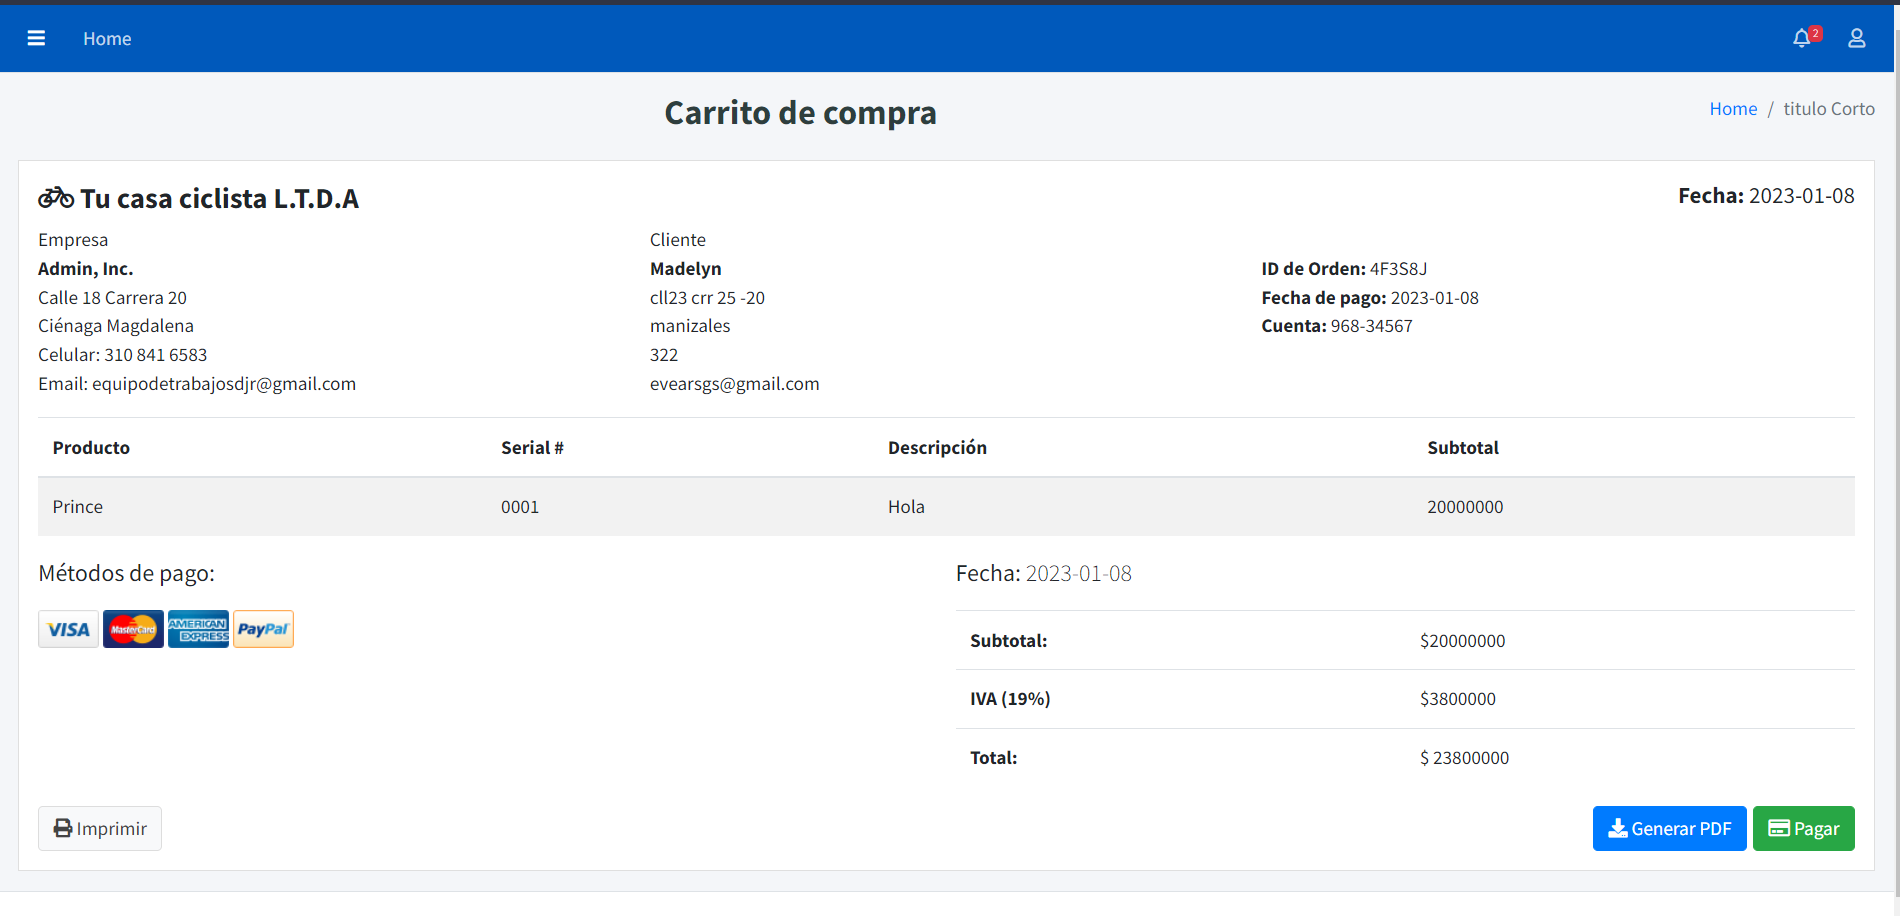 Home
2
Carrito de compra
Home / titulo Corto
Tu casa ciclista L.T.D.A
Fecha: 2023-01-08
Empresa
Admin, Inc.
Calle 18 Carrera 20
Ciénaga Magdalena
Celular: 310 841 6583
Email: equipodetrabajosdjr@gmail.com
Cliente
Madelyn
cll23 crr 25 -20
manizales
322
evearsgs@gmail.com
ID de Orden: 4F3S8J
Fecha de pago: 2023-01-08
Cuenta: 968-34567
Producto Serial # Descripción Subtotal
Prince 0001 Hola 20000000
Métodos de pago:
VISA MasterCard AMERICAN EXPRESS PayPal
Fecha: 2023-01-08
Subtotal: $20000000
IVA (19%) $3800000
Total: $ 23800000
Imprimir
Generar PDF
Pagar